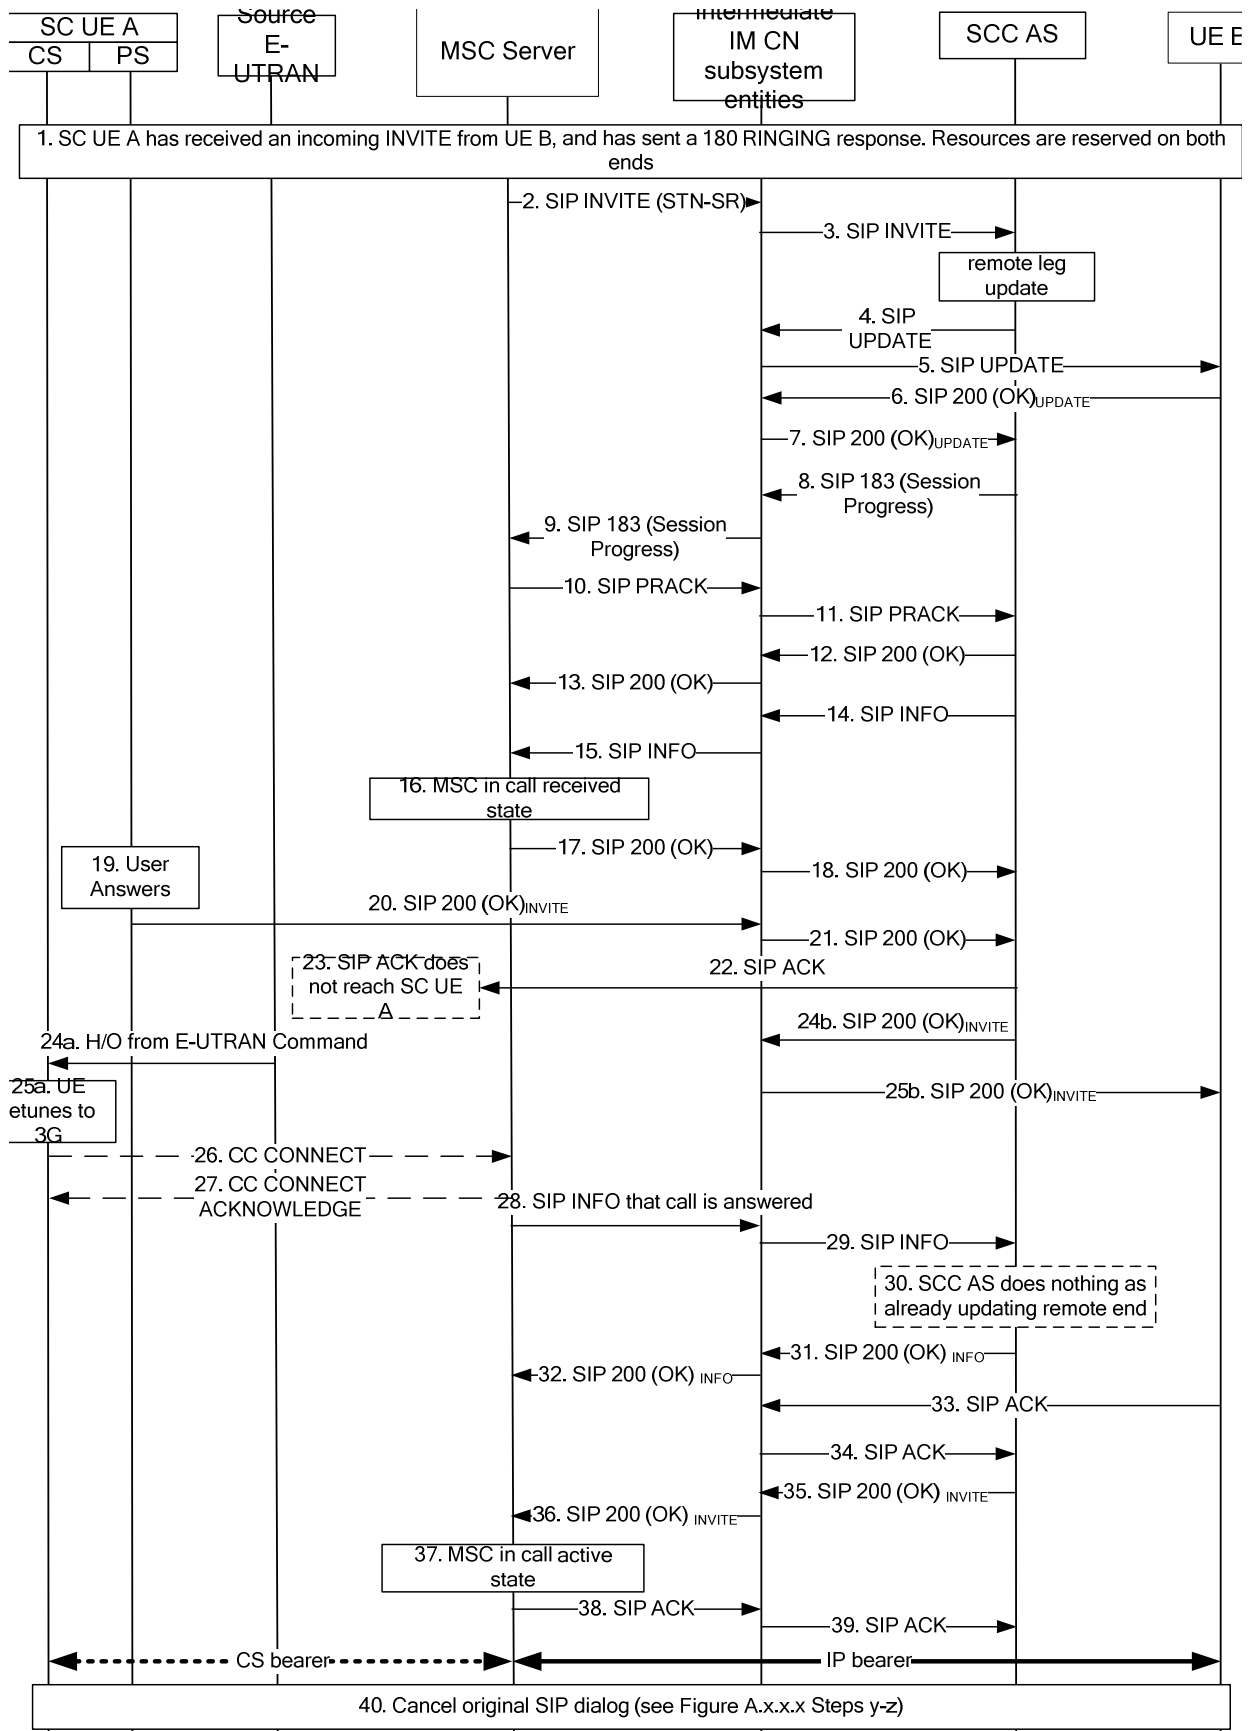 SC UE A
CS
PS
Source
E-
UTRAN
MSC Server
Intermediate
IM CN
subsystem
entities
SCC AS
UE B
1. SC UE A has received an incoming INVITE from UE B, and has sent a 180 RINGING response. Resources are reserved on both
ends
2. SIP INVITE (STN-SR)
3. SIP INVITE
remote leg
update
4. SIP
UPDATE
5. SIP UPDATE
6. SIP 200 (OK)UPDATE
7. SIP 200 (OK)UPDATE
8. SIP 183 (Session
Progress)
9. SIP 183 (Session
Progress)
10. SIP PRACK
11. SIP PRACK
12. SIP 200 (OK)
13. SIP 200 (OK)
14. SIP INFO
15. SIP INFO
16. MSC in call received
state
17. SIP 200 (OK)
18. SIP 200 (OK)
19. User
Answers
20. SIP 200 (OK)INVITE
21. SIP 200 (OK)
22. SIP ACK
23. SIP ACK does
not reach SC UE
A
24b. SIP 200 (OK)INVITE
24a. H/O from E-UTRAN Command
25a. UE
etunes to
3G
25b. SIP 200 (OK)INVITE
26. CC CONNECT
27. CC CONNECT
ACKNOWLEDGE
28. SIP INFO that call is answered
29. SIP INFO
30. SCC AS does nothing as
already updating remote end
31. SIP 200 (OK) INFO
32. SIP 200 (OK) INFO
33. SIP ACK
34. SIP ACK
35. SIP 200 (OK) INVITE
36. SIP 200 (OK) INVITE
37. MSC in call active
state
38. SIP ACK
39. SIP ACK
CS bearer
IP bearer
40. Cancel original SIP dialog (see Figure A.x.x.x Steps y-z)